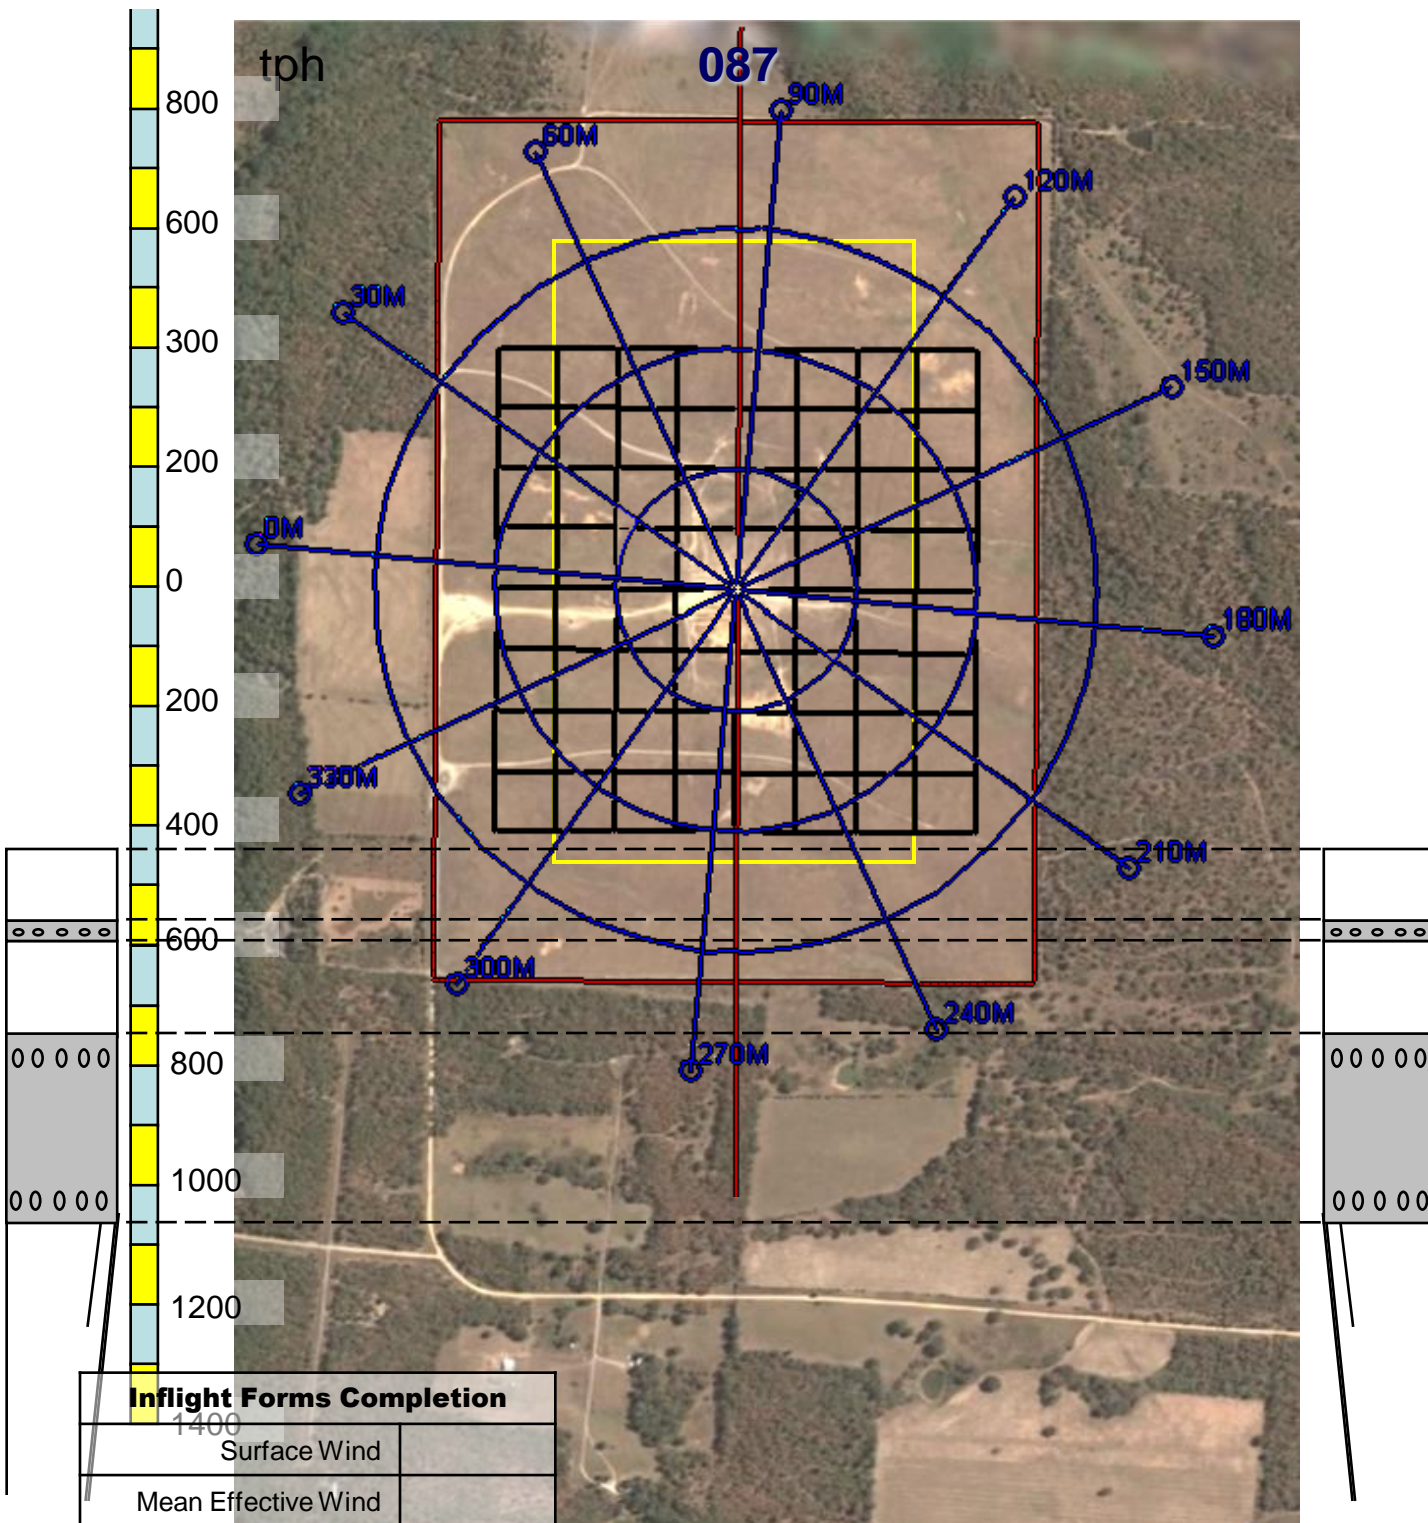 tph
087
90M
60M
120M
30M
150M
0M
180M
330M
210M
300M
240M
270M
800
600
300
200
0
200
400
600
800
1000
1200
1400
Inflight Forms Completion
Surface Wind
Mean Effective Wind